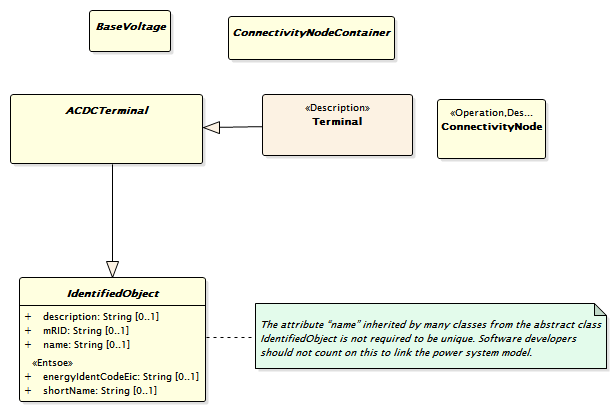 BaseVoltage
ConnectivityNodeContainer
ACDCTerminal
«Description»
Terminal
«Operation,Des...
ConnectivityNode
IdentifiedObject
+ description: String [0..1]
+ mRID: String [0..1]
+ name: String [0..1]
«Entsoe»
+ energyIdentCodeEic: String [0..1]
+ shortName: String [0..1]
The attribute “name” inherited by many classes from the abstract class
IdentifiedObject is not required to be unique. Software developers
should not count on this to link the power system model.